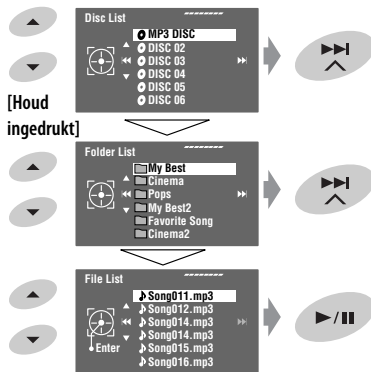 Disc List
MP3 DISC
DISC 02
DISC 03
DISC 04
DISC 05
DISC 06
[Houd
ingedrukt]
Folder List
My Best
Cinema
Pops
My Best2
Favorite Song
Cinema2
File List
Song011.mp3
Song012.mp3
Song014.mp3
Song014.mp3
Song015.mp3
Song016.mp3
Enter